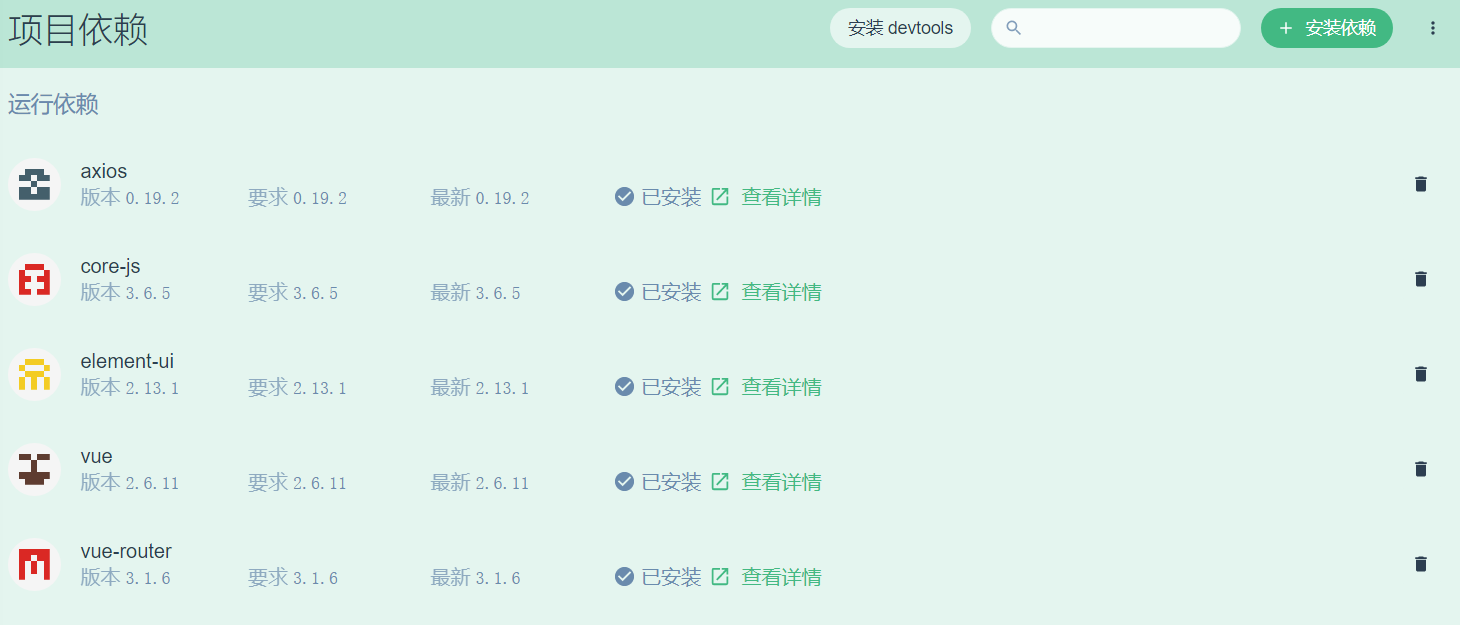 项目依赖 安装 devtools 安装依赖
运行依赖
axios
版本 0.19.2 要求 0.19.2 最新 0.19.2 已安装 查看详情
core-js
版本 3.6.5 要求 3.6.5 最新 3.6.5 已安装 查看详情
element-ui
版本 2.13.1 要求 2.13.1 最新 2.13.1 已安装 查看详情
vue
版本 2.6.11 要求 2.6.11 最新 2.6.11 已安装 查看详情
vue-router
版本 3.1.6 要求 3.1.6 最新 3.1.6 已安装 查看详情